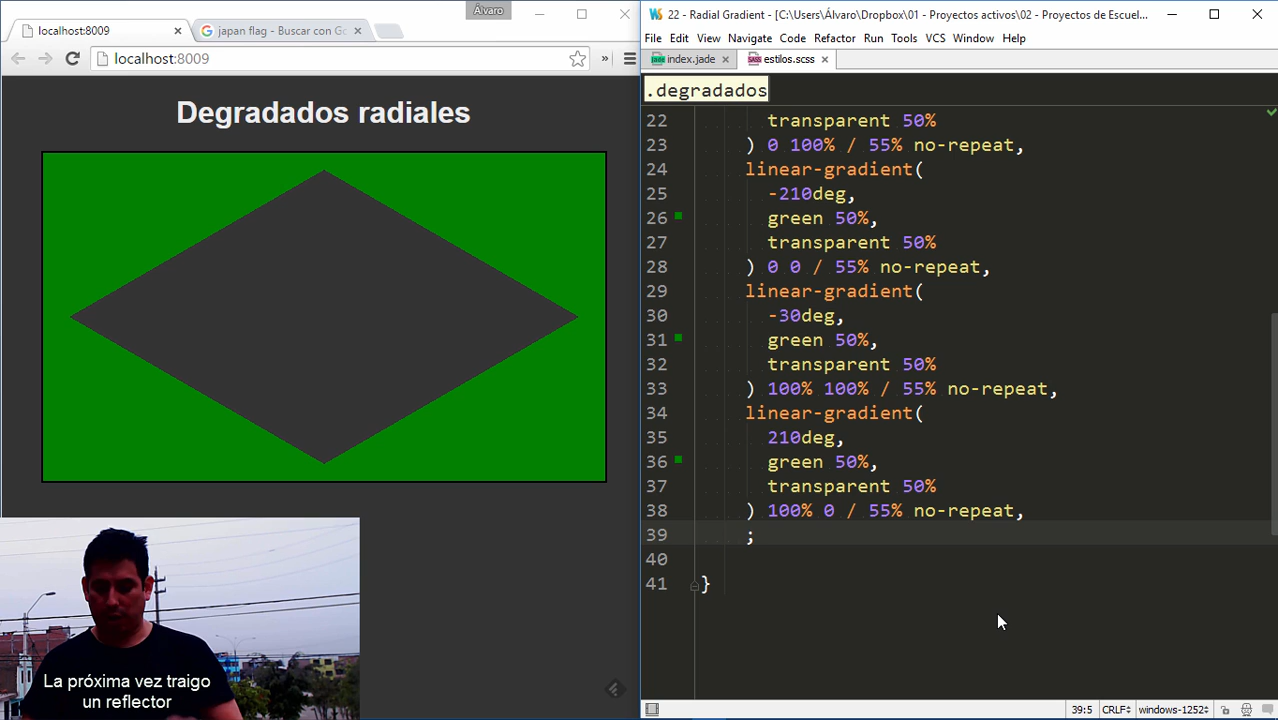 Álvaro
localhost:8009
japan flag - Buscar con Go
localhost:8009
»
Degradados radiales
La próxima vez traigo
un reflector
22 - Radial Gradient - [C:\Users\Álvaro\Dropbox\01 - Proyectos activos\02 - Proyectos de Escuel...
File Edit View Navigate Code Refactor Run Tools VCS Window Help
index.jade
estilos.scss
.degradados
22 transparent 50%
23 ) 0 100% / 55% no-repeat,
24 linear-gradient(
25 -210deg,
26 green 50%,
27 transparent 50%
28 ) 0 0 / 55% no-repeat,
29 linear-gradient(
30 -30deg,
31 green 50%,
32 transparent 50%
33 ) 100% 100% / 55% no-repeat,
34 linear-gradient(
35 210deg,
36 green 50%,
37 transparent 50%
38 ) 100% 0 / 55% no-repeat,
39 ;
40
41 }
39:5 CRLF windows-1252